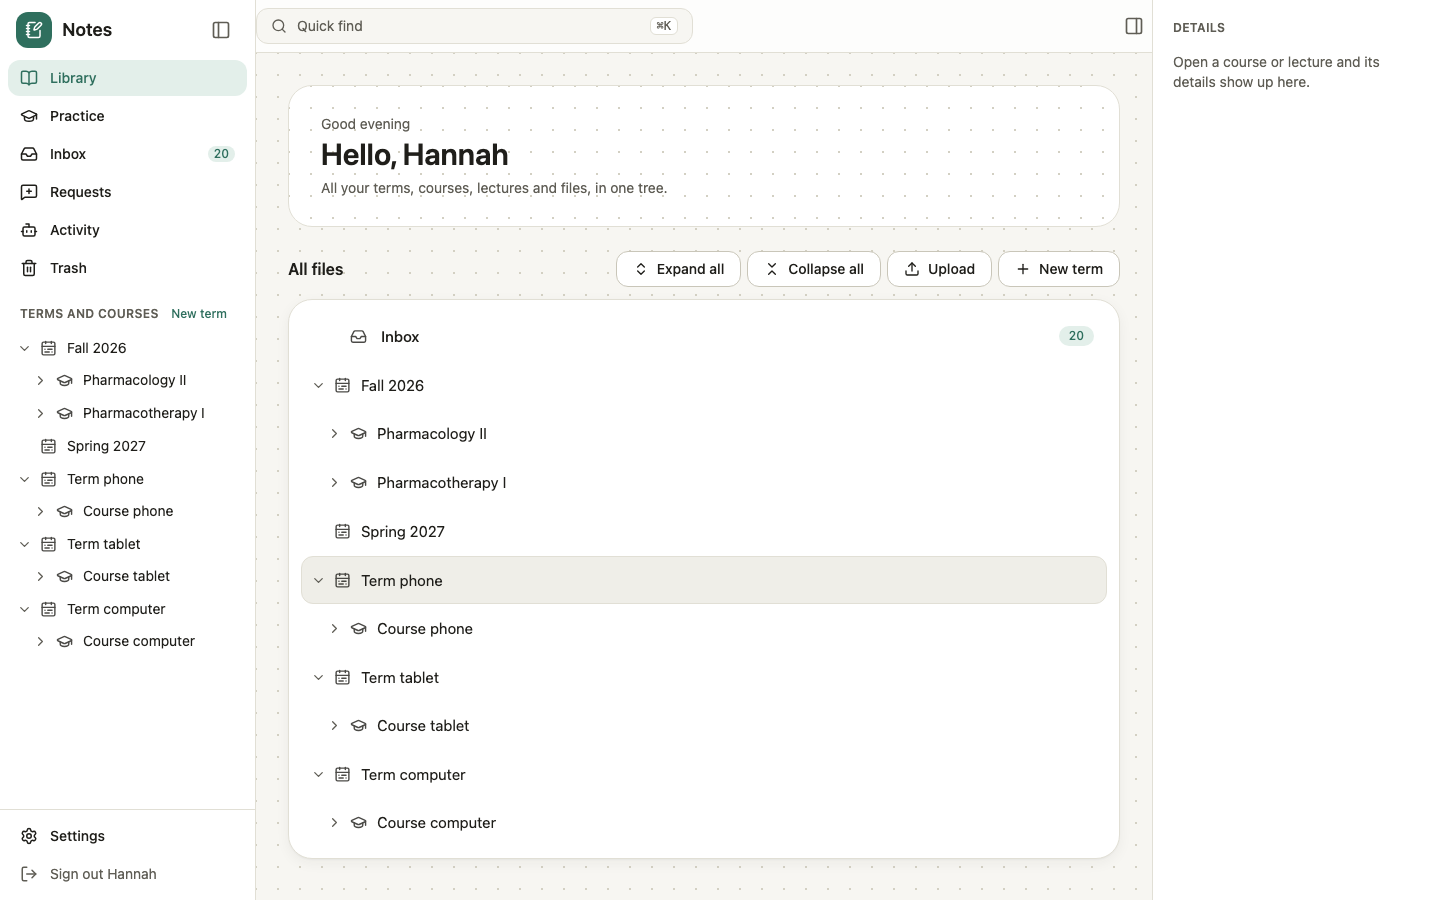 Notes
Library
Practice
Inbox 20
Requests
Activity
Trash
TERMS AND COURSES New term
Fall 2026
Pharmacology II
Pharmacotherapy I
Spring 2027
Term phone
Course phone
Term tablet
Course tablet
Term computer
Course computer
Settings
Sign out Hannah
Quick find ⌘K
Good evening
Hello, Hannah
All your terms, courses, lectures and files, in one tree.
All files Expand all Collapse all Upload New term
Inbox 20
Fall 2026
Pharmacology II
Pharmacotherapy I
Spring 2027
Term phone
Course phone
Term tablet
Course tablet
Term computer
Course computer
DETAILS
Open a course or lecture and its
details show up here.